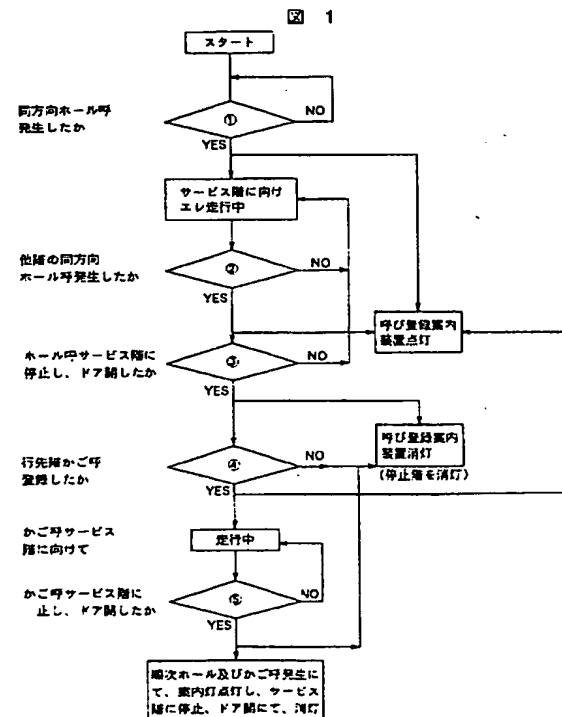 図 1
スタート
同方向ホール呼
発生したか
①
NO
YES
サービス階に向け
エレ走行中
他階の同方向
ホール呼発生したか
②
NO
YES
呼び登録案内
装置点灯
ホール呼サービス階に
停止し、ドア開したか
③
NO
YES
呼び登録案内
装置消灯
(停止階を消灯)
行先階かご呼
登録したか
④
NO
YES
かご呼サービス
階に向けて
走行中
かご呼サービス階に
止し、ドア開したか
⑤
NO
YES
順次ホール及びかご呼発生に
て、案内灯点灯し、サービス
階に停止、ドア開にて、消灯